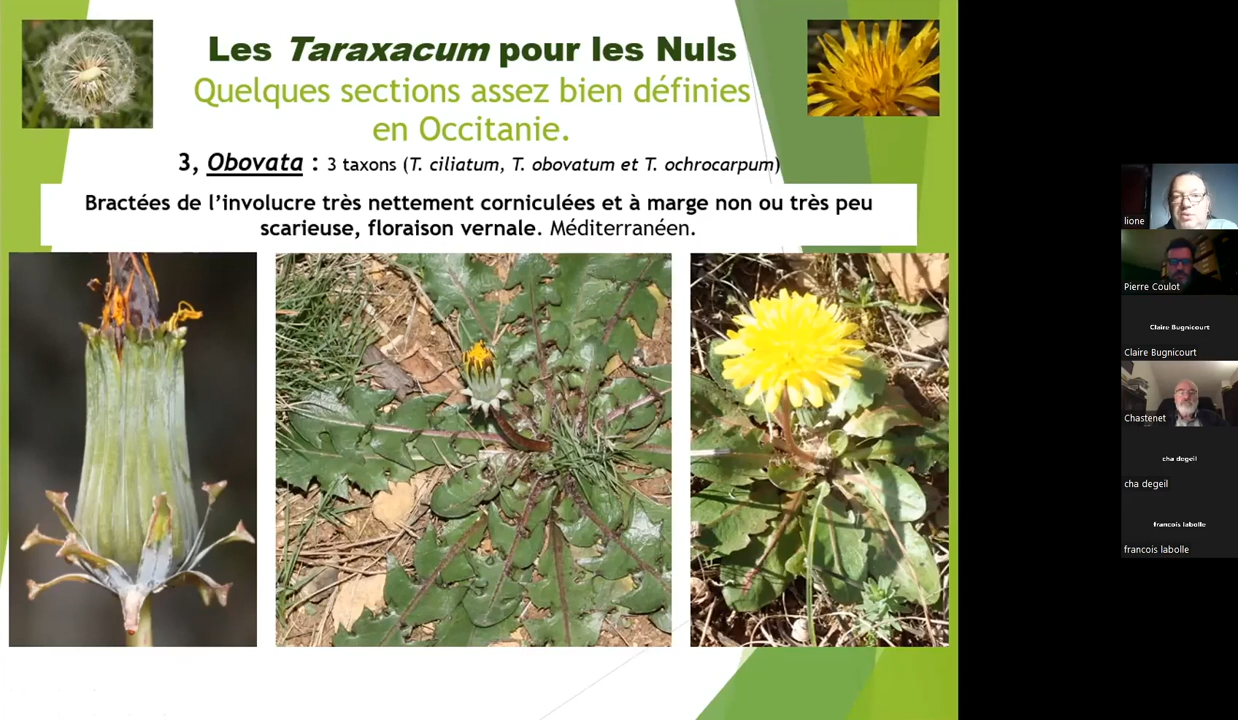 Les Taraxacum pour les Nuls
Quelques sections assez bien définies
en Occitanie.
3, Obovata : 3 taxons (T. ciliatum, T. obovatum et T. ochrocarpum)
Bractées de l’involucre très nettement corniculées et à marge non ou très peu
scarieuse, floraison vernale. Méditerranéen.
lione
Pierre Coulot
Claire Bugnicourt
Claire Bugnicourt
Chastenet
cha degeil
cha degeil
francois labolle
francois labolle